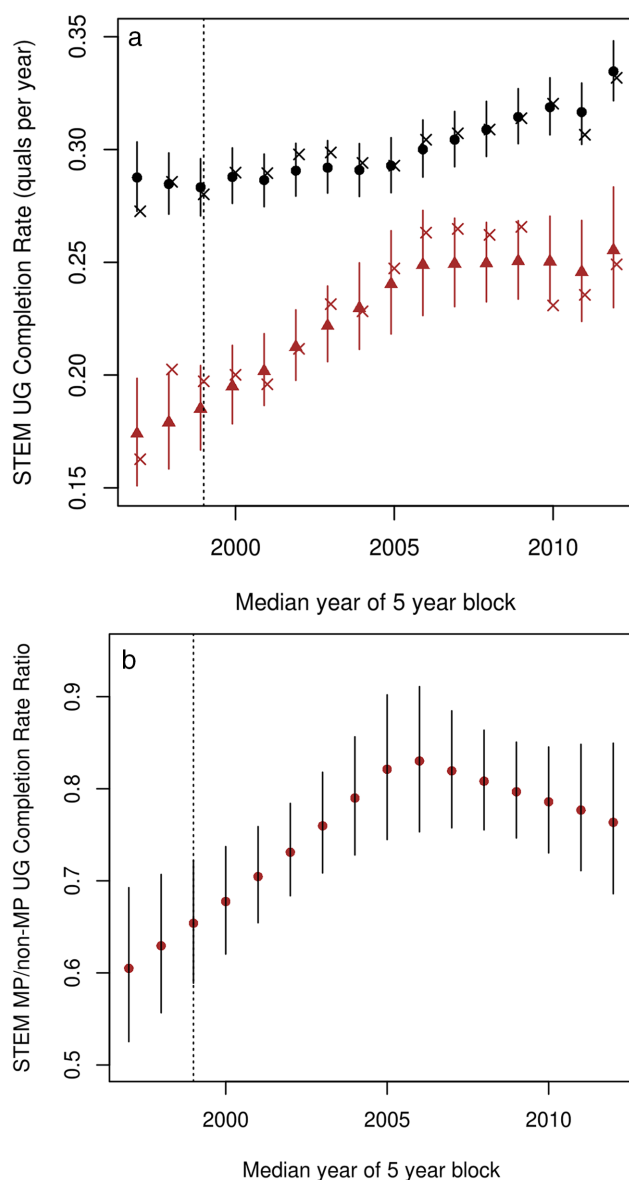 a
STEM UG Completion Rate (quals per year)
0.35
0.30
0.25
0.20
0.15
2000
2005
2010
Median year of 5 year block
b
STEM MP/non-MP UG Completion Rate Ratio
0.9
0.8
0.7
0.6
0.5
2000
2005
2010
Median year of 5 year block